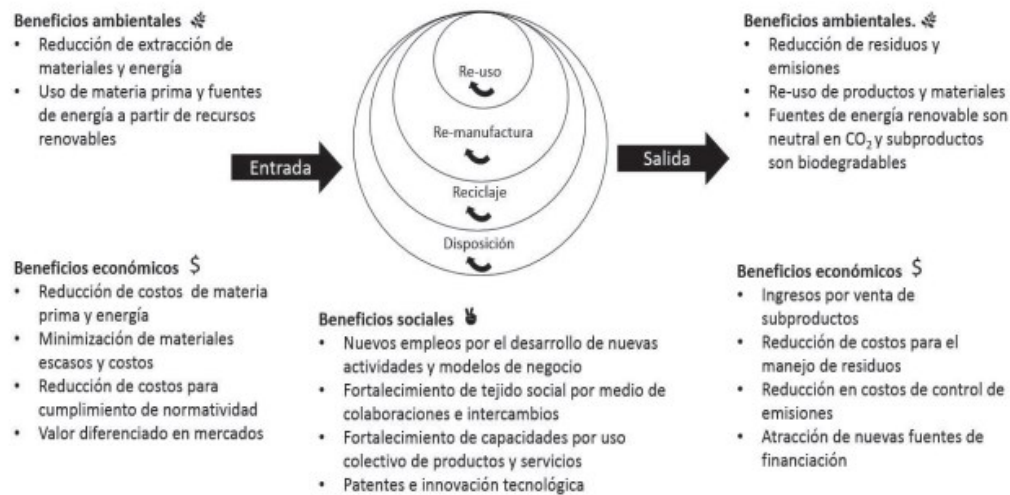 Beneficios ambientales
• Reducción de extracción de
materiales y energía
• Uso de materia prima y fuentes
de energía a partir de recursos
renovables
Entrada
Re-uso
Re-manufactura
Reciclaje
Disposición
Salida
Beneficios ambientales.
• Reducción de residuos y
emisiones
• Re-uso de productos y materiales
• Fuentes de energía renovable son
neutral en CO₂ y subproductos
son biodegradables
Beneficios económicos $
• Reducción de costos de materia
prima y energía
• Minimización de materiales
escasos y costos
• Reducción de costos para
cumplimiento de normatividad
• Valor diferenciado en mercados
Beneficios sociales
• Nuevos empleos por el desarrollo de nuevas
actividades y modelos de negocio
• Fortalecimiento de tejido social por medio de
colaboraciones e intercambios
• Fortalecimiento de capacidades por uso
colectivo de productos y servicios
• Patentes e innovación tecnológica
Beneficios económicos $
• Ingresos por venta de
subproductos
• Reducción de costos para el
manejo de residuos
• Reducción en costos de control de
emisiones
• Atracción de nuevas fuentes de
financiación